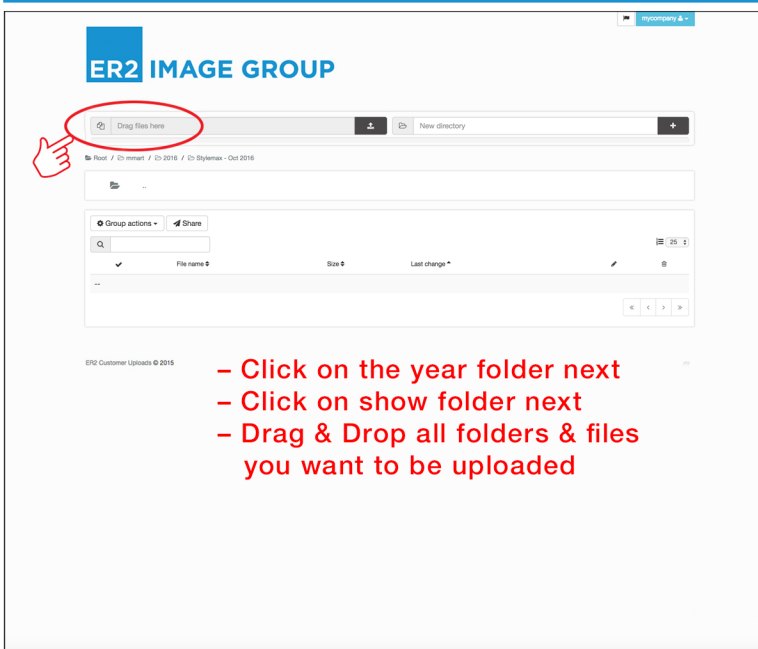 mycompany
ER2 IMAGE GROUP
Drag files here
New directory
Root / mmart / 2016 / Stylemax - Oct 2016
..
Group actions Share
25
File name Size Last change
--
« ‹ › »
ER2 Customer Uploads © 2015
– Click on the year folder next
– Click on show folder next
– Drag & Drop all folders & files
you want to be uploaded